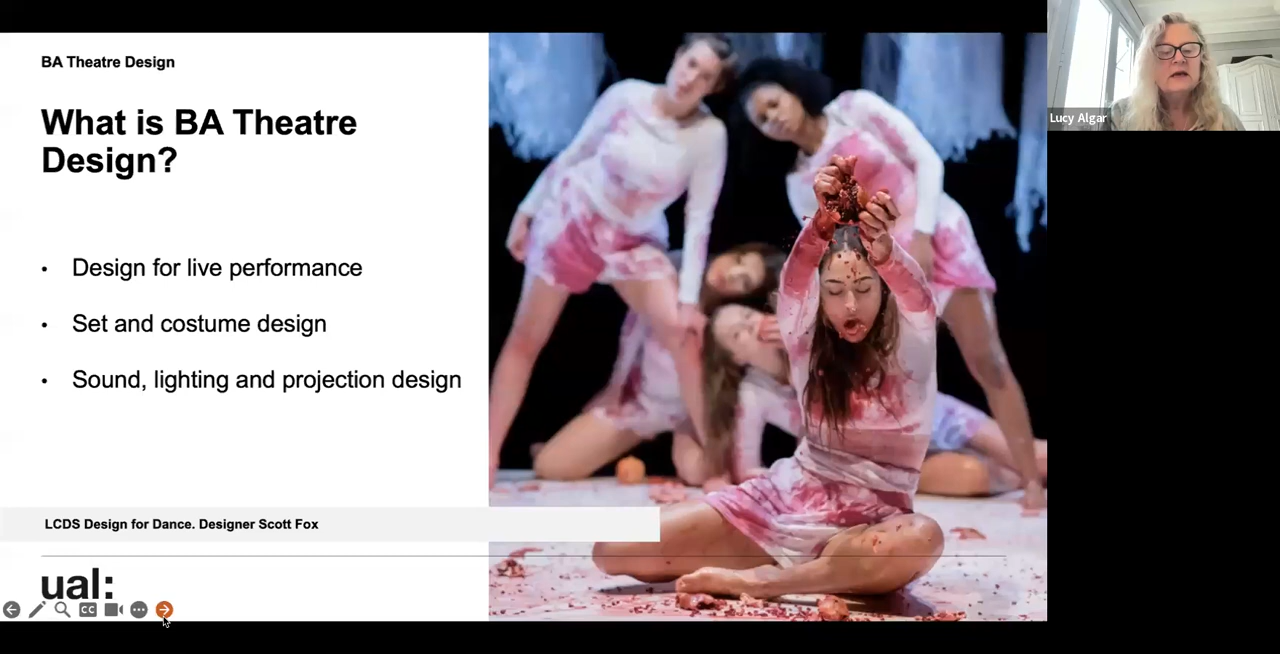 BA Theatre Design
What is BA Theatre
Design?
• Design for live performance
• Set and costume design
• Sound, lighting and projection design
LCDS Design for Dance. Designer Scott Fox
ual:
CC
Lucy Algar